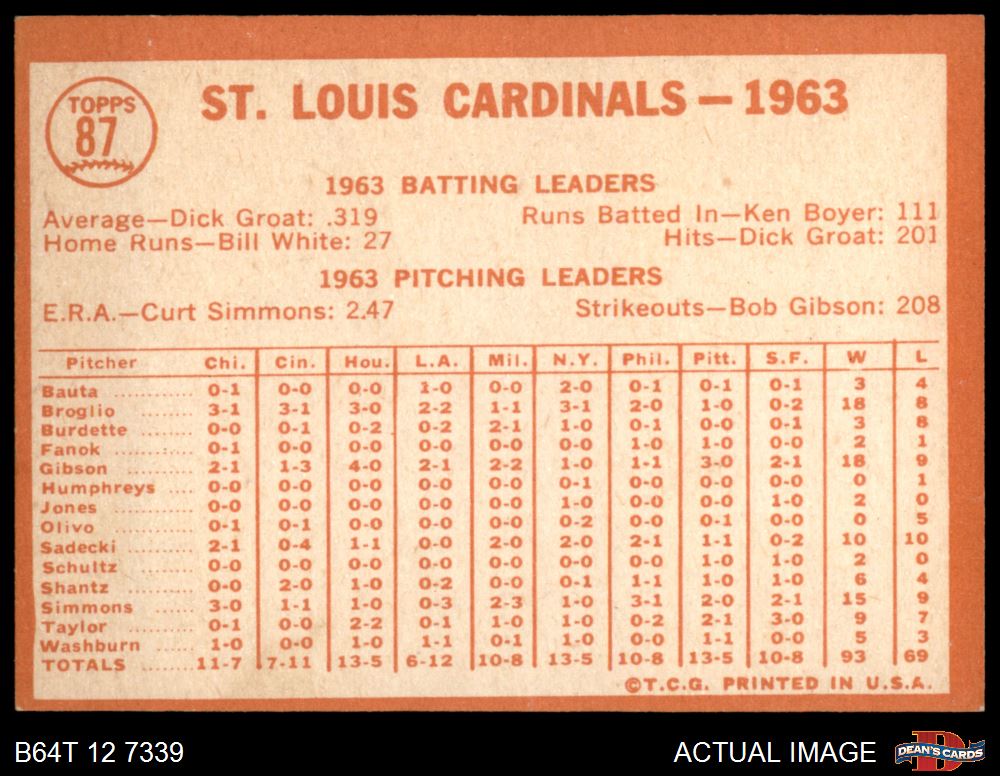 TOPPS
87
ST. LOUIS CARDINALS — 1963
1963 BATTING LEADERS
Average—Dick Groat: .319 Runs Batted In—Ken Boyer: 111
Home Runs—Bill White: 27 Hits—Dick Groat: 201
1963 PITCHING LEADERS
E.R.A.—Curt Simmons: 2.47 Strikeouts—Bob Gibson: 208
Pitcher Chi. Cin. Hou. L.A. Mil. N.Y. Phil. Pitt. S.F. W L
Bauta .......... 0-1 0-0 0-0 1-0 0-0 2-0 0-1 0-1 0-1 3 4
Broglio ........ 3-1 3-1 3-0 2-2 1-1 3-1 2-0 1-0 0-2 18 8
Burdette ....... 0-0 0-1 0-2 0-2 2-1 1-0 0-1 0-0 0-1 3 8
Fanok .......... 0-1 0-0 0-0 0-0 0-0 0-0 1-0 1-0 0-0 2 1
Gibson ......... 2-1 1-3 4-0 2-1 2-2 1-0 1-1 3-0 2-1 18 9
Humphreys .... 0-0 0-0 0-0 0-0 0-0 0-1 0-0 0-0 0-0 0 1
Jones .......... 0-0 0-0 0-0 0-0 0-0 1-0 0-0 0-0 1-0 2 0
Olivo .......... 0-1 0-1 0-0 0-0 0-0 0-2 0-0 0-1 0-0 0 5
Sadecki ........ 2-1 0-4 1-1 0-0 2-0 2-0 2-1 1-1 0-2 10 10
Schultz ........ 0-0 0-0 0-0 0-0 0-0 0-0 0-0 1-0 1-0 2 0
Shantz ......... 0-0 2-0 1-0 0-2 0-0 0-1 1-1 1-0 1-0 6 4
Simmons ...... 3-0 1-1 1-0 0-3 2-3 1-0 3-1 2-0 2-1 15 9
Taylor ......... 0-1 0-0 2-2 0-1 1-0 1-0 0-2 2-1 3-0 9 7
Washburn ..... 1-0 0-0 1-0 1-1 0-1 1-0 0-0 1-1 0-0 5 3
TOTALS ........ 11-7 7-11 13-5 6-12 10-8 13-5 10-8 13-5 10-8 93 69
©T.C.G. PRINTED IN U.S.A.
B64T 12 7339 ACTUAL IMAGE D DEAN'S CARDS